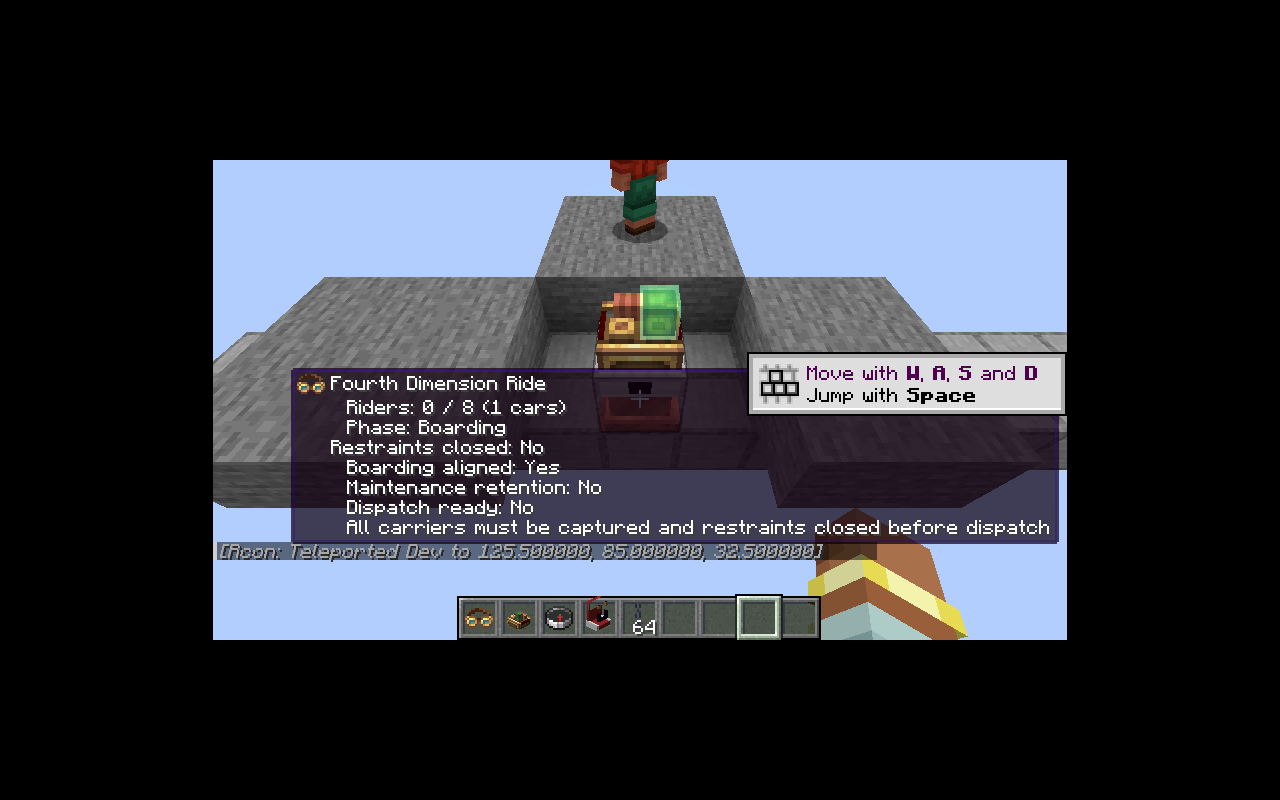 Move with W, A, S and D
Jump with Space
Fourth Dimension Ride
Riders: 0 / 8 (1 cars)
Phase: Boarding
Restraints closed: No
Boarding aligned: Yes
Maintenance retention: No
Dispatch ready: No
All carriers must be captured and restraints closed before dispatch
[Acon: Teleported Dev to 125.500000, 85.000000, 32.500000]
64